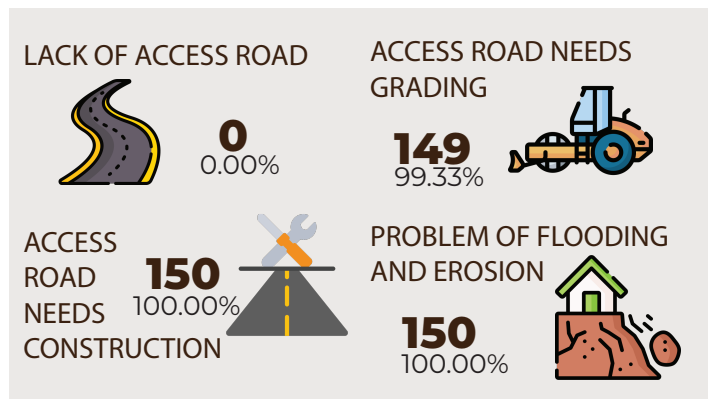 LACK OF ACCESS ROAD
0
0.00%
ACCESS ROAD NEEDS
GRADING
149
99.33%
ACCESS
ROAD
NEEDS
CONSTRUCTION
150
100.00%
PROBLEM OF FLOODING
AND EROSION
150
100.00%